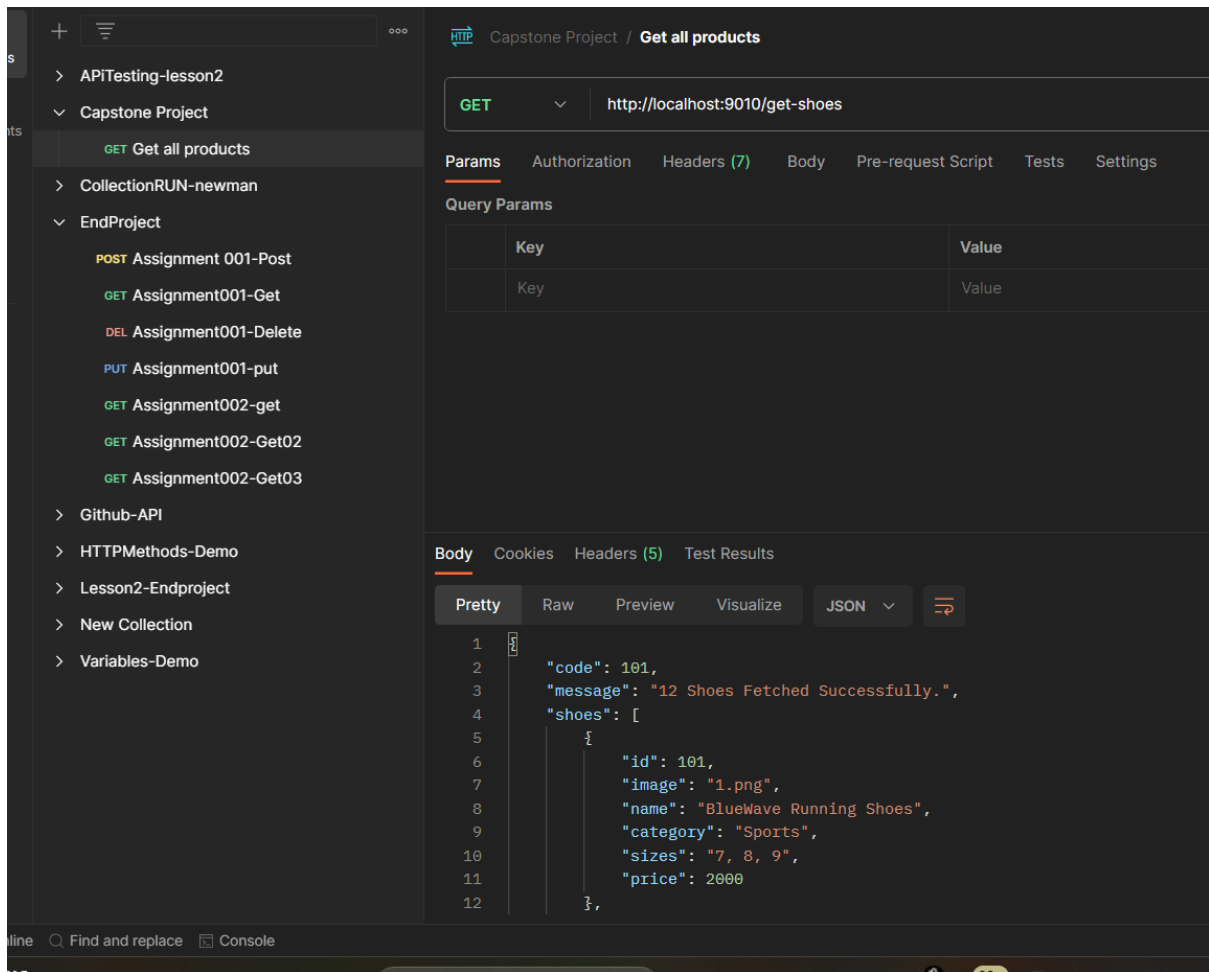 s
nts
APiTesting-lesson2
Capstone Project
GET Get all products
CollectionRUN-newman
EndProject
POST Assignment 001-Post
GET Assignment001-Get
DEL Assignment001-Delete
PUT Assignment001-put
GET Assignment002-get
GET Assignment002-Get02
GET Assignment002-Get03
Github-API
HTTPMethods-Demo
Lesson2-Endproject
New Collection
Variables-Demo
HTTP Capstone Project / Get all products
GET http://localhost:9010/get-shoes
Params Authorization Headers (7) Body Pre-request Script Tests Settings
Query Params
Key Value
Key Value
Body Cookies Headers (5) Test Results
Pretty Raw Preview Visualize JSON
1 {
2 "code": 101,
3 "message": "12 Shoes Fetched Successfully.",
4 "shoes": [
5 {
6 "id": 101,
7 "image": "1.png",
8 "name": "BlueWave Running Shoes",
9 "category": "Sports",
10 "sizes": "7, 8, 9",
11 "price": 2000
12 },
line Find and replace Console